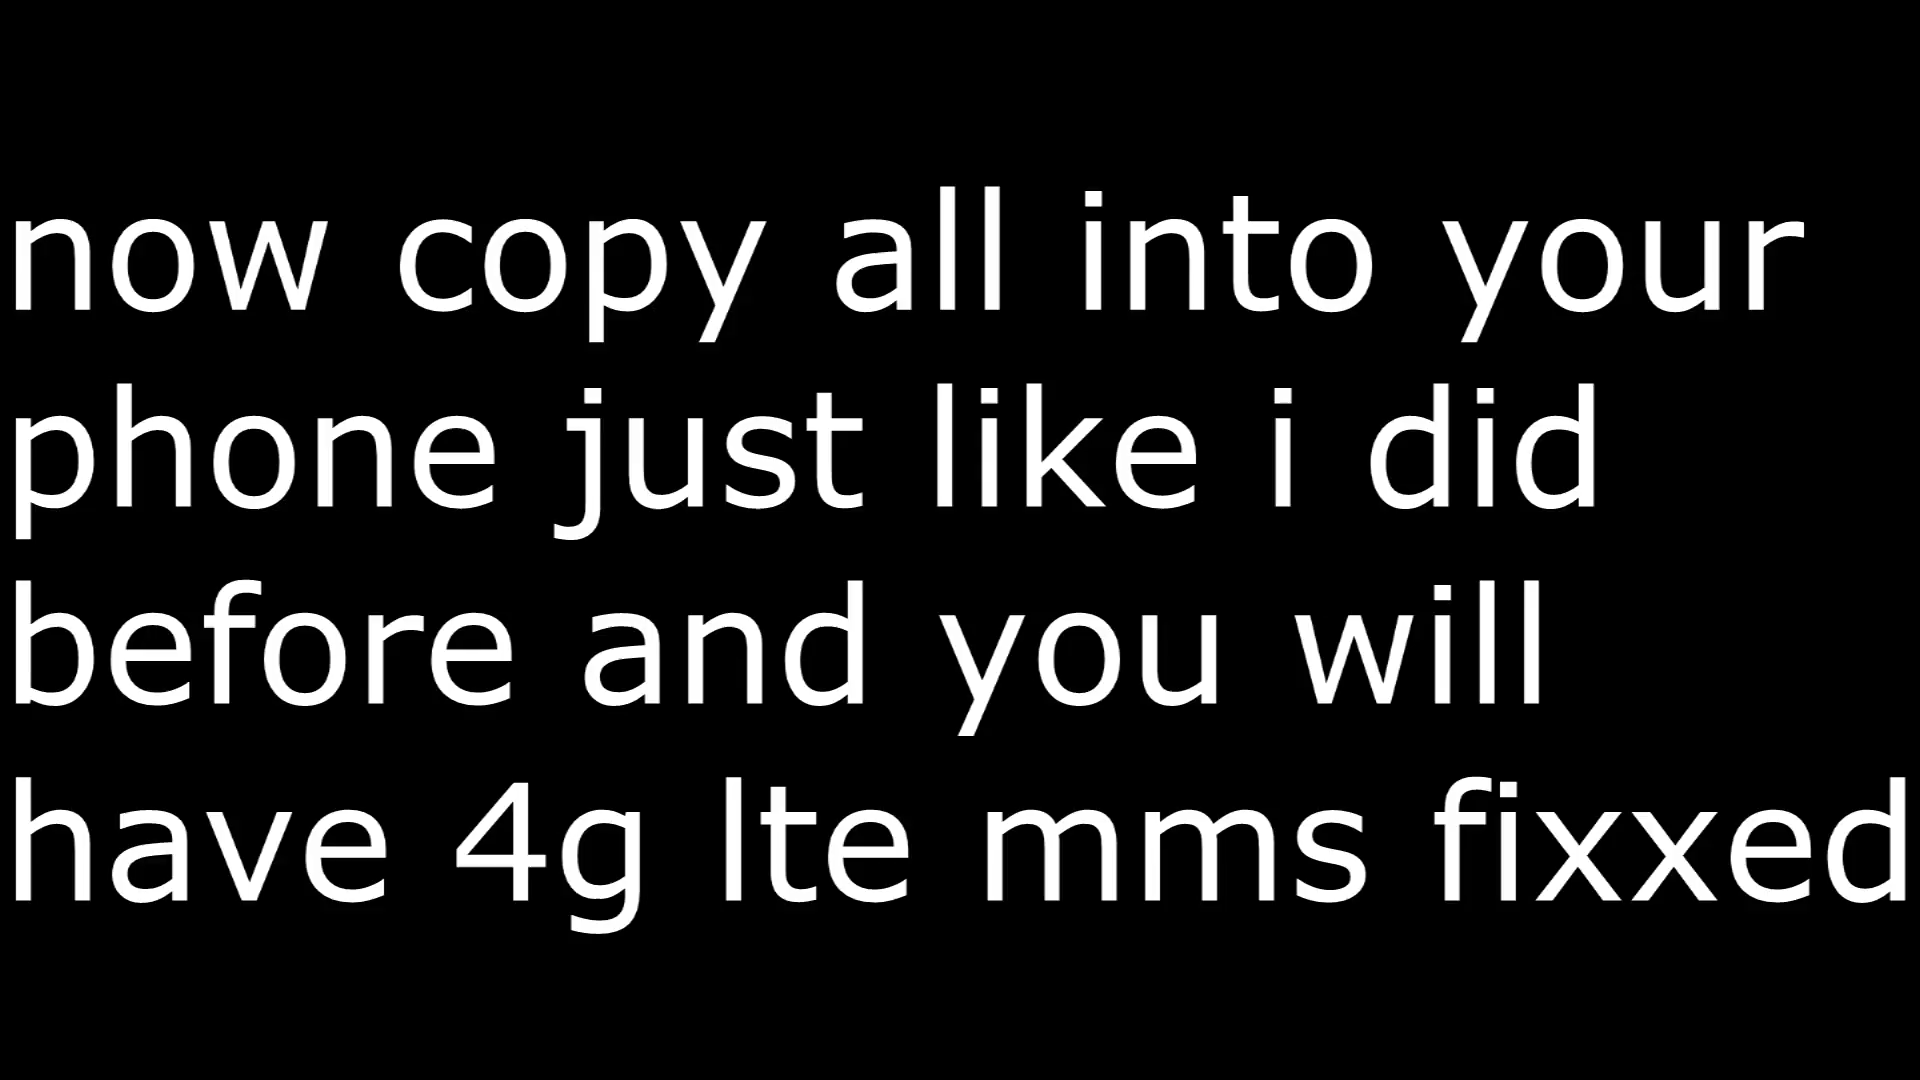 now copy all into your
phone just like i did
before and you will
have 4g lte mms fixxed